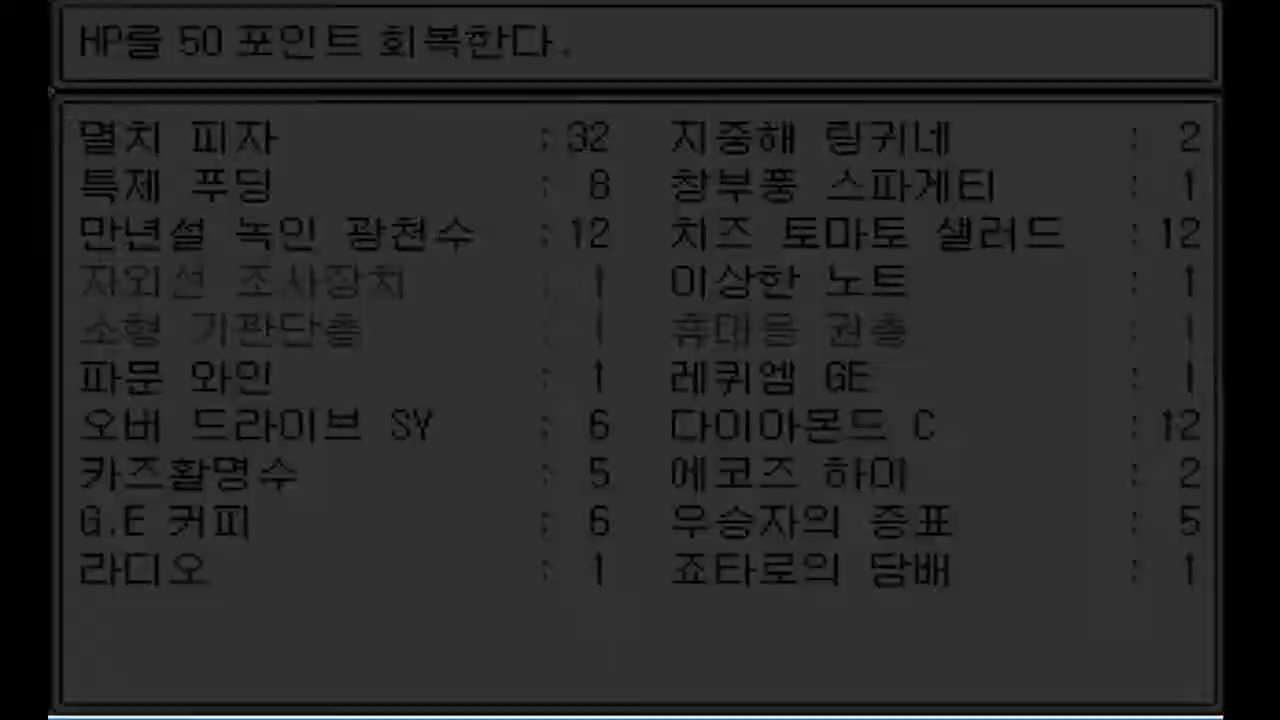 HP를 50 포인트 회복한다.
멸치 피자 : 32 지중해 링귀네 : 2
특제 푸딩 : 8 창부풍 스파게티 : 1
만년설 녹인 광천수 : 12 치즈 토마토 샐러드 : 12
자외선 조사장치 : 1 이상한 노트 : 1
소형 기관단총 : 1 휴대용 권총 : 1
파문 와인 : 1 레퀴엠 GE : 1
오버 드라이브 SY : 6 다이아몬드 C : 12
카즈활명수 : 5 에코즈 하미 : 2
G.E 커피 : 6 우승자의 증표 : 5
라디오 : 1 죠타로의 담배 : 1